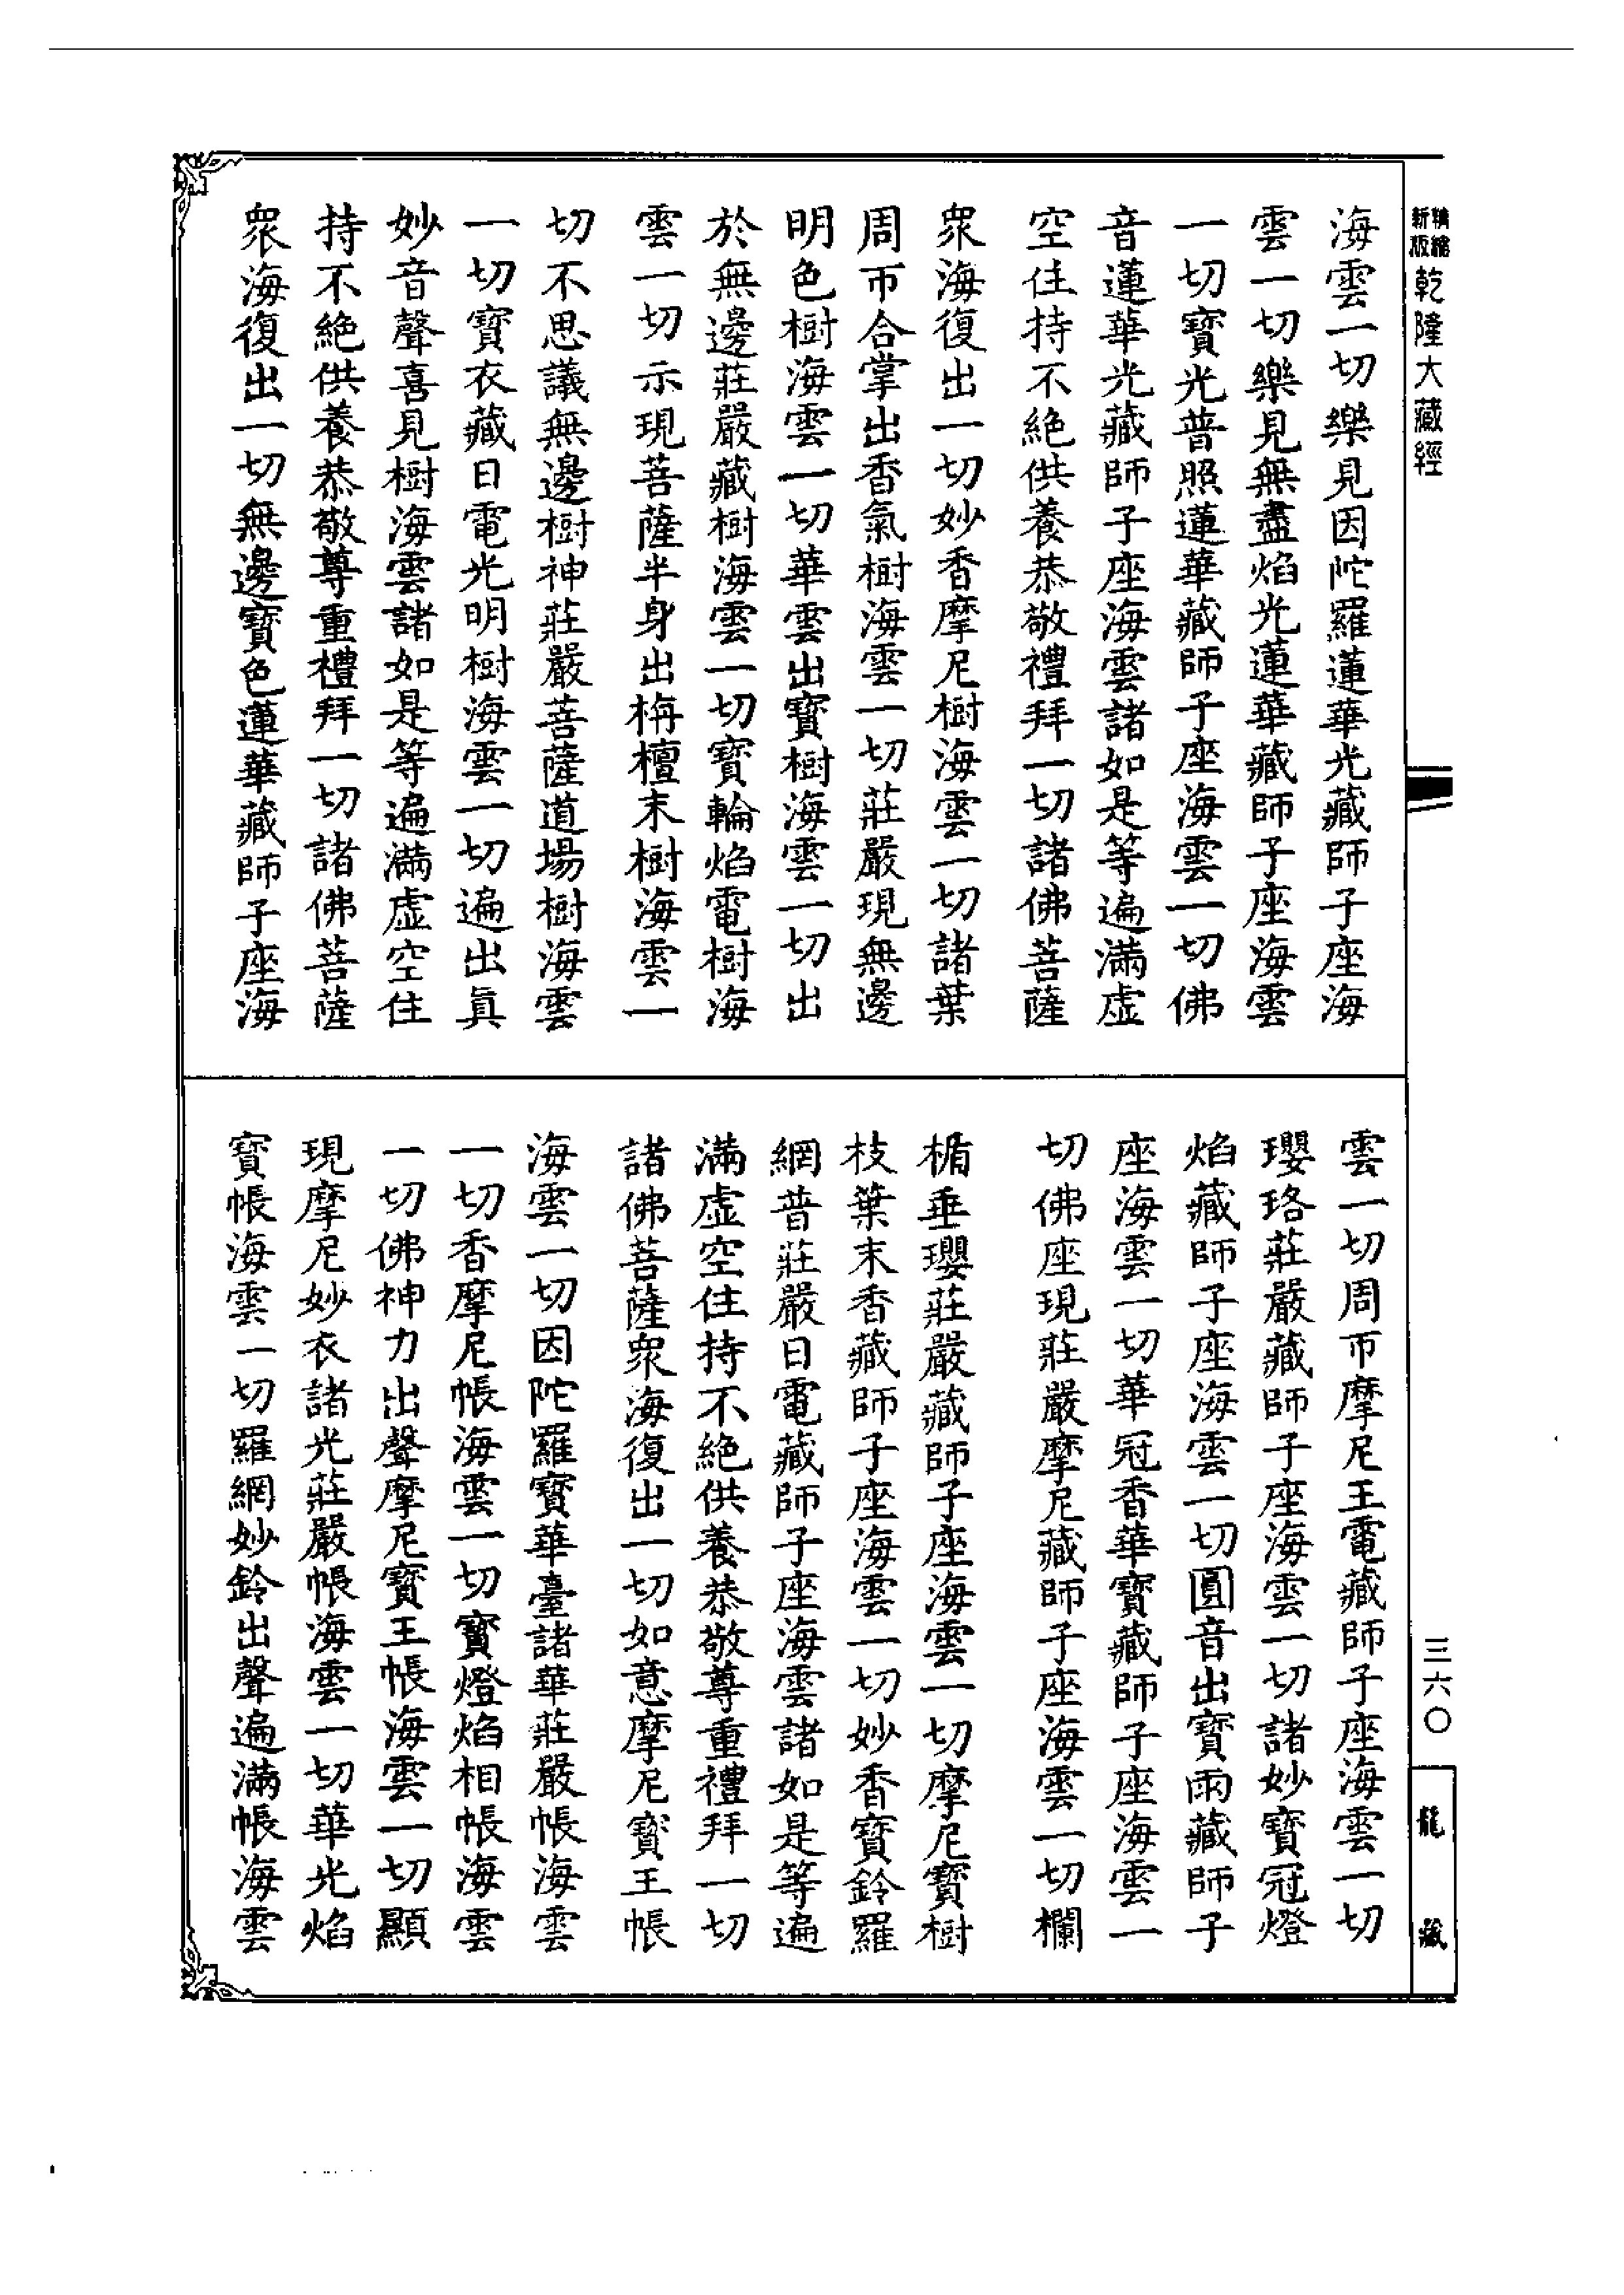 精縮新版乾隆大藏經
海雲一切樂見因陀羅蓮華光藏師子座海
雲一切樂見無盡焰光蓮華藏師子座海雲
一切寶光普照蓮華藏師子座海雲一切佛
音蓮華光藏師子座海雲諸如是等遍滿虛
空住持不絕供養恭敬禮拜一切諸佛菩薩
眾海復出一切妙香摩尼樹海雲一切諸葉
周帀合掌出香氣樹海雲一切莊嚴現無邊
明色樹海雲一切華雲出寶樹海雲一切出
於無邊莊嚴藏樹海雲一切寶輪焰電樹海
雲一切示現菩薩半身出栴檀末樹海雲一
切不思議無邊樹神莊嚴菩薩道場樹海雲
一切寶衣藏日電光明樹海雲一切遍出真
妙音聲喜見樹海雲諸如是等遍滿虛空住
持不絕供養恭敬尊重禮拜一切諸佛菩薩
眾海復出一切無邊寶色蓮華藏師子座海
雲一切周帀摩尼王電藏師子座海雲一切
瓔珞莊嚴藏師子座海雲一切諸妙寶冠燈
焰藏師子座海雲一切圓音出寶雨藏師子
座海雲一切華冠香華寶藏師子座海雲一
切佛座現莊嚴摩尼藏師子座海雲一切欄
楯垂瓔莊嚴藏師子座海雲一切摩尼寶樹
枝葉末香藏師子座海雲一切妙香寶鈴羅
網普莊嚴日電藏師子座海雲諸如是等遍
滿虛空住持不絕供養恭敬尊重禮拜一切
諸佛菩薩眾海復出一切如意摩尼寶王帳
海雲一切因陀羅寶華臺諸華莊嚴帳海雲
一切香摩尼帳海雲一切寶燈焰相帳海雲
一切佛神力出聲摩尼寶王帳海雲一切顯
現摩尼妙衣諸光莊嚴帳海雲一切華光焰
寶帳海雲一切羅網妙鈴出聲遍滿帳海雲
三六〇
龍藏